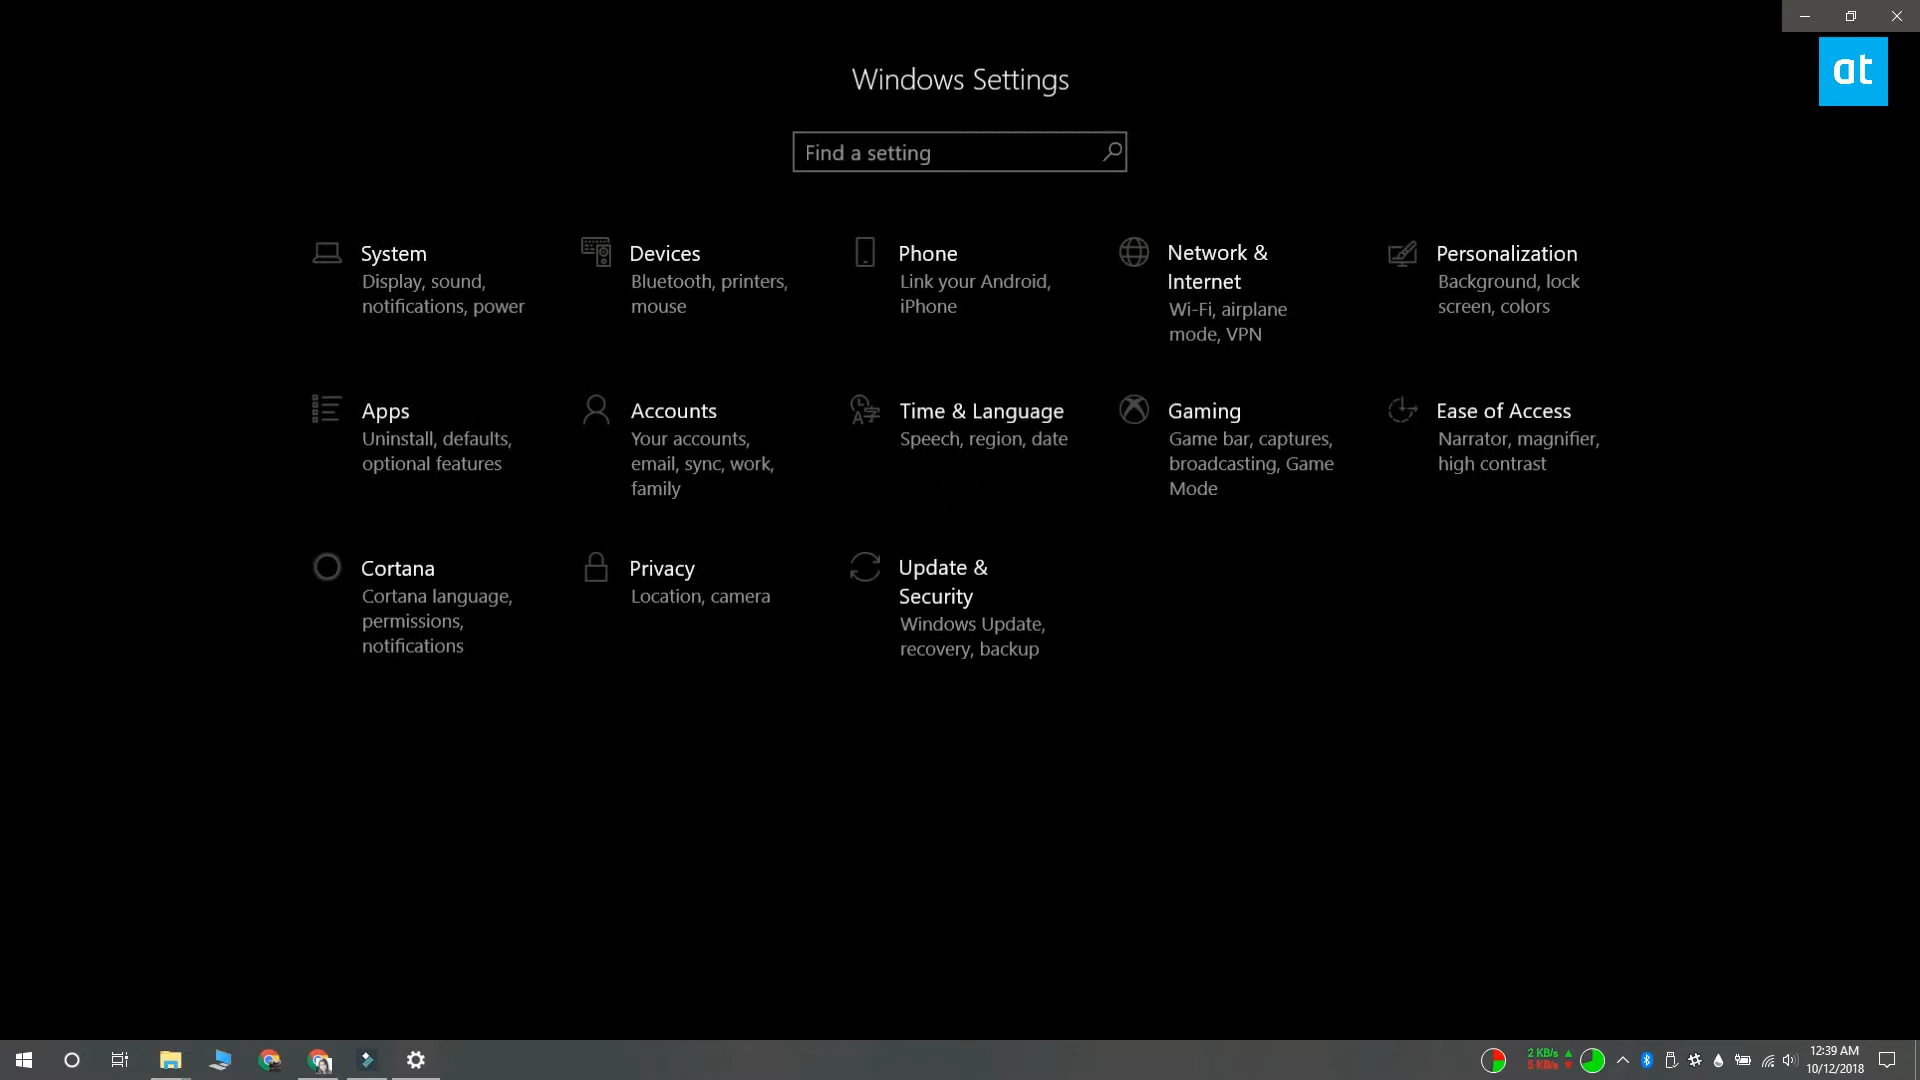 at
Windows Settings
Find a setting
System
Display, sound,
notifications, power
Devices
Bluetooth, printers,
mouse
Phone
Link your Android,
iPhone
Network &
Internet
Wi-Fi, airplane
mode, VPN
Personalization
Background, lock
screen, colors
Apps
Uninstall, defaults,
optional features
Accounts
Your accounts,
email, sync, work,
family
Time & Language
Speech, region, date
Gaming
Game bar, captures,
broadcasting, Game
Mode
Ease of Access
Narrator, magnifier,
high contrast
Cortana
Cortana language,
permissions,
notifications
Privacy
Location, camera
Update &
Security
Windows Update,
recovery, backup
2 KB/s
6 KB/s
12:39 AM
10/12/2018